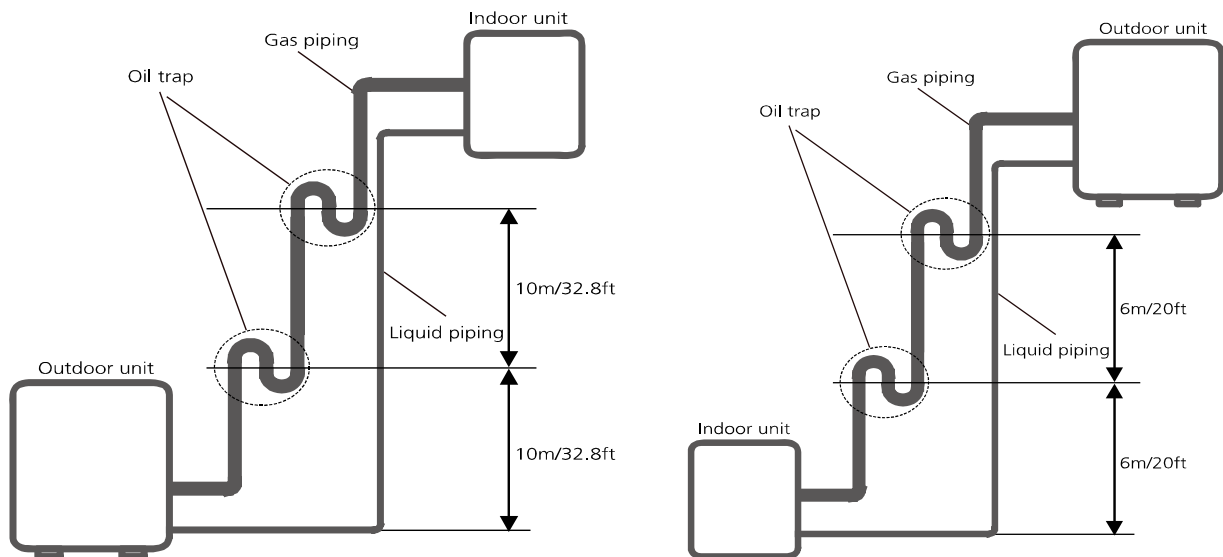 Indoor unit
Gas piping
Oil trap
10m/32.8ft
Liquid piping
Outdoor unit
10m/32.8ft
Outdoor unit
Gas piping
Oil trap
6m/20ft
Liquid piping
Indoor unit
6m/20ft